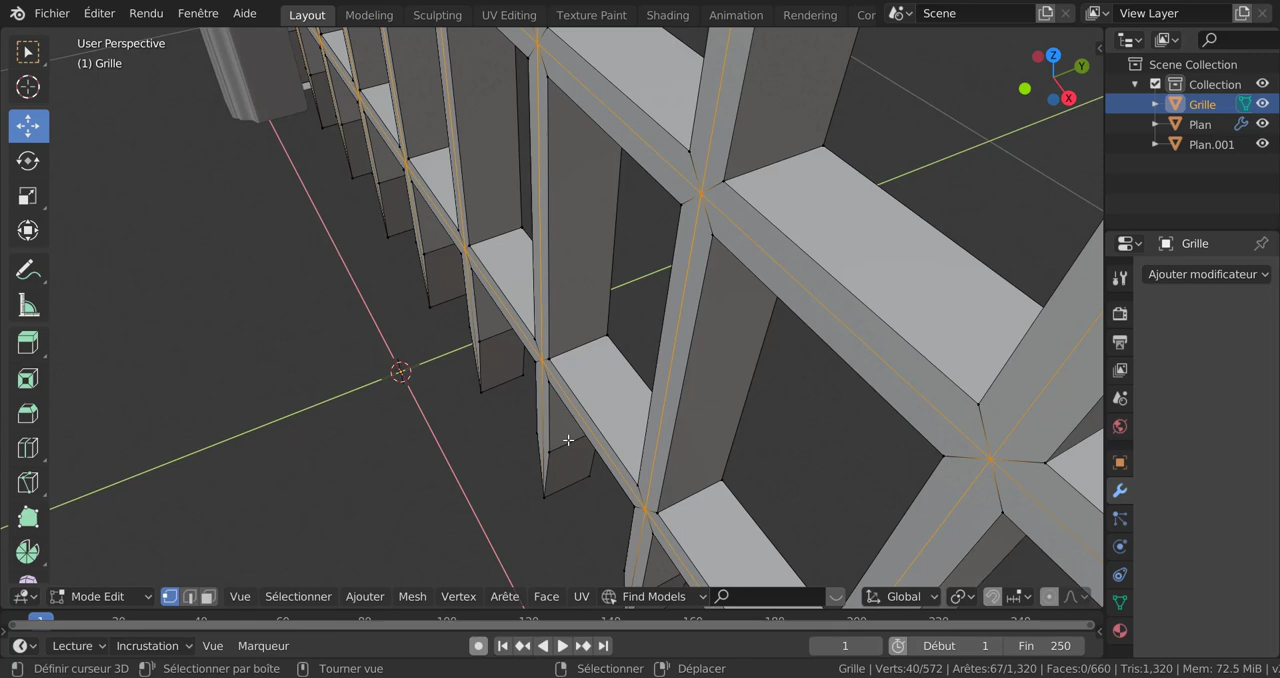 Fichier Éditer Rendu Fenêtre Aide Layout Modeling Sculpting UV Editing Texture Paint Shading Animation Rendering Scene View Layer
User Perspective
(1) Grille
Z
Y
X
Scene Collection
Collection
Grille
Plan
Plan.001
Grille
Ajouter modificateur
Mode Edit Vue Sélectionner Ajouter Mesh Vertex Arête Face UV Find Models Global
1
Lecture Incrustation Vue Marqueur 1 Début 1 Fin 250
Définir curseur 3D Sélectionner par boîte Tourner vue Sélectionner Déplacer Grille | Verts:40/572 | Arêtes:67/1,320 | Faces:0/660 | Tris:1,320 | Mem: 72.5 MiB | v